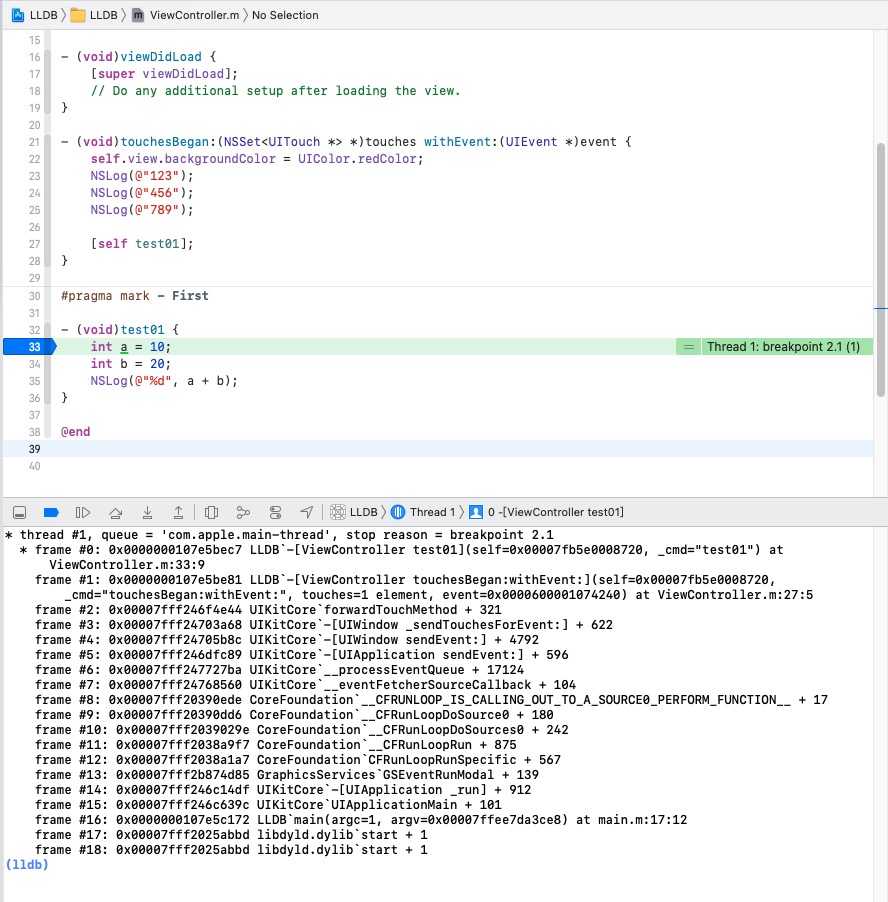 LLDB LLDB ViewController.m No Selection
15
16 - (void)viewDidLoad {
17 [super viewDidLoad];
18 // Do any additional setup after loading the view.
19 }
20
21 - (void)touchesBegan:(NSSet<UITouch *> *)touches withEvent:(UIEvent *)event {
22 self.view.backgroundColor = UIColor.redColor;
23 NSLog(@"123");
24 NSLog(@"456");
25 NSLog(@"789");
26
27 [self test01];
28 }
29
30 #pragma mark - First
31
32 - (void)test01 {
33 int a = 10; = Thread 1: breakpoint 2.1 (1)
34 int b = 20;
35 NSLog(@"%d", a + b);
36 }
37
38 @end
39
40
LLDB Thread 1 0 -[ViewController test01]
* thread #1, queue = 'com.apple.main-thread', stop reason = breakpoint 2.1
* frame #0: 0x0000000107e5bec7 LLDB`-[ViewController test01](self=0x00007fb5e0008720, _cmd="test01") at
ViewController.m:33:9
frame #1: 0x0000000107e5be81 LLDB`-[ViewController touchesBegan:withEvent:](self=0x00007fb5e0008720,
_cmd="touchesBegan:withEvent:", touches=1 element, event=0x0000600001074240) at ViewController.m:27:5
frame #2: 0x00007fff246f4e44 UIKitCore`forwardTouchMethod + 321
frame #3: 0x00007fff24703a68 UIKitCore`-[UIWindow _sendTouchesForEvent:] + 622
frame #4: 0x00007fff24705b8c UIKitCore`-[UIWindow sendEvent:] + 4792
frame #5: 0x00007fff246dfc89 UIKitCore`-[UIApplication sendEvent:] + 596
frame #6: 0x00007fff247727ba UIKitCore`__processEventQueue + 17124
frame #7: 0x00007fff24768560 UIKitCore`__eventFetcherSourceCallback + 104
frame #8: 0x00007fff20390ede CoreFoundation`__CFRUNLOOP_IS_CALLING_OUT_TO_A_SOURCE0_PERFORM_FUNCTION__ + 17
frame #9: 0x00007fff20390dd6 CoreFoundation`__CFRunLoopDoSource0 + 180
frame #10: 0x00007fff2039029e CoreFoundation`__CFRunLoopDoSources0 + 242
frame #11: 0x00007fff2038a9f7 CoreFoundation`__CFRunLoopRun + 875
frame #12: 0x00007fff2038a1a7 CoreFoundation`CFRunLoopRunSpecific + 567
frame #13: 0x00007fff2b874d85 GraphicsServices`GSEventRunModal + 139
frame #14: 0x00007fff246c14df UIKitCore`-[UIApplication _run] + 912
frame #15: 0x00007fff246c639c UIKitCore`UIApplicationMain + 101
frame #16: 0x0000000107e5c172 LLDB`main(argc=1, argv=0x00007ffee7da3ce8) at main.m:17:12
frame #17: 0x00007fff2025abbd libdyld.dylib`start + 1
frame #18: 0x00007fff2025abbd libdyld.dylib`start + 1
(lldb)